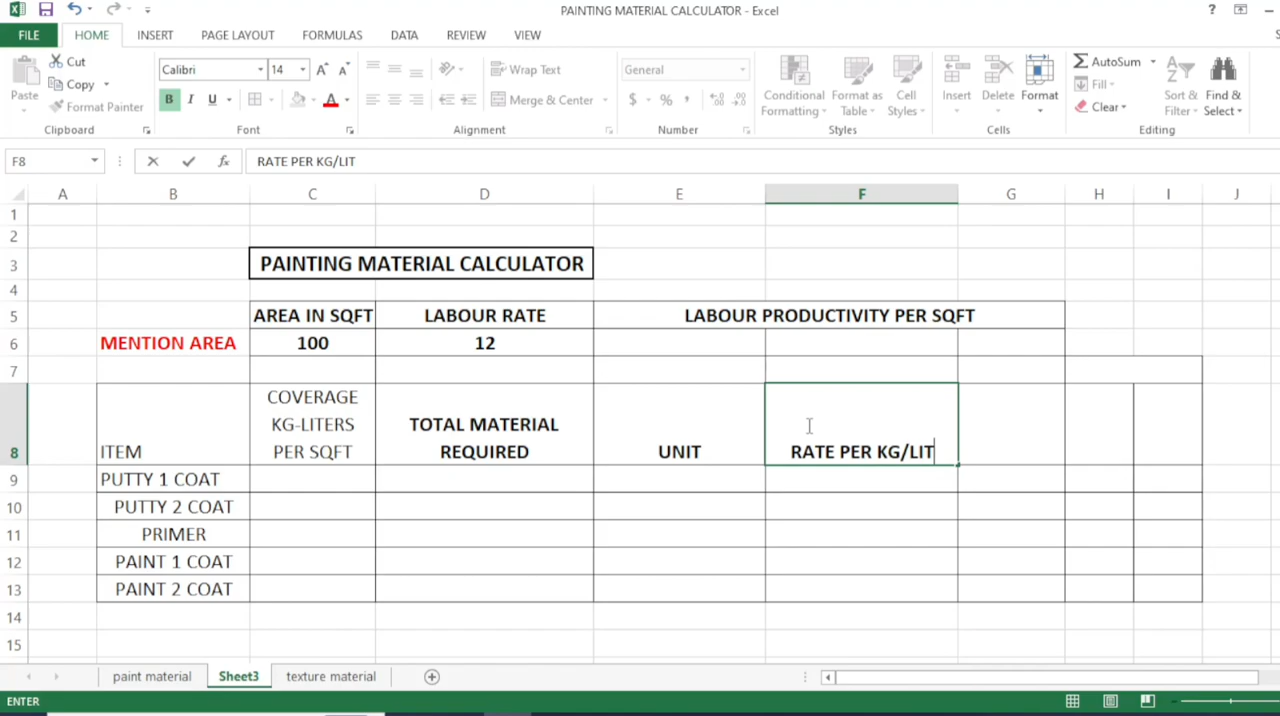 PAINTING MATERIAL CALCULATOR - Excel
?
FILE HOME INSERT PAGE LAYOUT FORMULAS DATA REVIEW VIEW
Paste
Cut
Copy
Format Painter
Clipboard
Calibri 14 A A
B I U A
Font
Wrap Text
Merge & Center
Alignment
General
$ % ,
Number
Conditional Formatting
Format as Table
Cell Styles
Styles
Insert Delete Format
Cells
AutoSum
Fill
Clear
Sort & Filter
Find & Select
Editing
F8 fx RATE PER KG/LIT
A B C D E F G H I J
1
2
3 PAINTING MATERIAL CALCULATOR
4
5 AREA IN SQFT LABOUR RATE LABOUR PRODUCTIVITY PER SQFT
6 MENTION AREA 100 12
7
8 ITEM
COVERAGE
KG-LITERS
PER SQFT
TOTAL MATERIAL
REQUIRED
UNIT
RATE PER KG/LIT
9 PUTTY 1 COAT
10 PUTTY 2 COAT
11 PRIMER
12 PAINT 1 COAT
13 PAINT 2 COAT
14
15
paint material Sheet3 texture material
ENTER